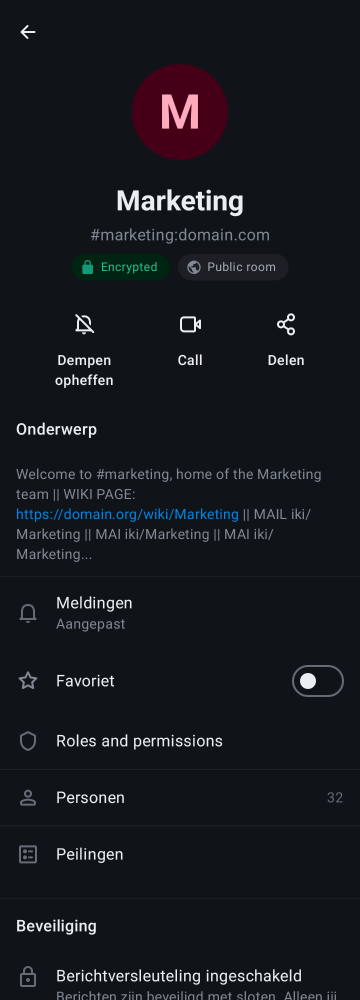 M
Marketing
#marketing:domain.com
Encrypted
Public room
Dempen
opheffen
Call
Delen
Onderwerp
Welcome to #marketing, home of the Marketing
team || WIKI PAGE:
https://domain.org/wiki/Marketing || MAIL iki/
Marketing || MAI iki/Marketing || MAI iki/
Marketing...
Meldingen
Aangepast
Favoriet
Roles and permissions
Personen 32
Peilingen
Beveiliging
Berichtversleuteling ingeschakeld
Berichten zijn beveiligd met sloten. Alleen jij